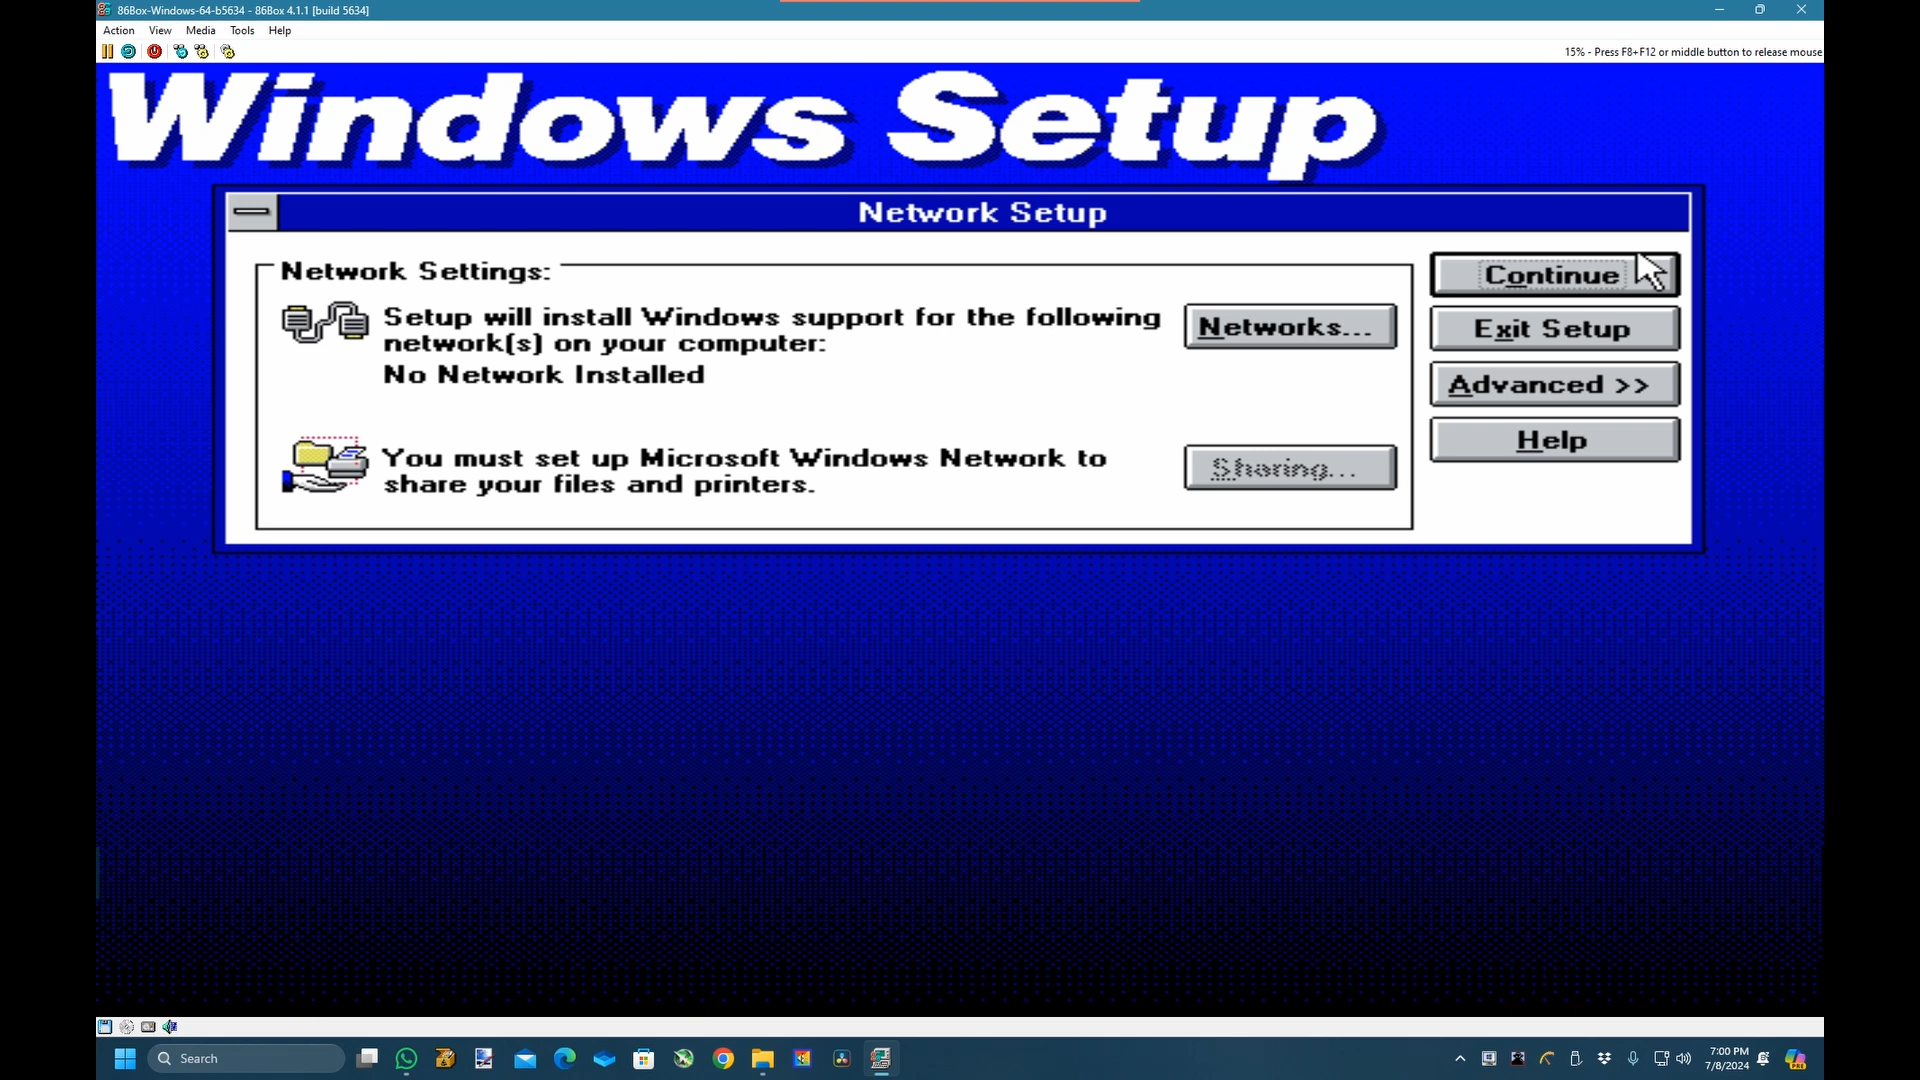 86Box-Windows-64-b5634 - 86Box 4.1.1 [build 5634]
Action View Media Tools Help
15% - Press F8+F12 or middle button to release mouse
Windows Setup
Network Setup
Network Settings:
Setup will install Windows support for the following
network(s) on your computer:
No Network Installed
Networks...
You must set up Microsoft Windows Network to
share your files and printers.
Sharing...
Continue
Exit Setup
Advanced >>
Help
Search
7:00 PM
7/8/2024
PRE